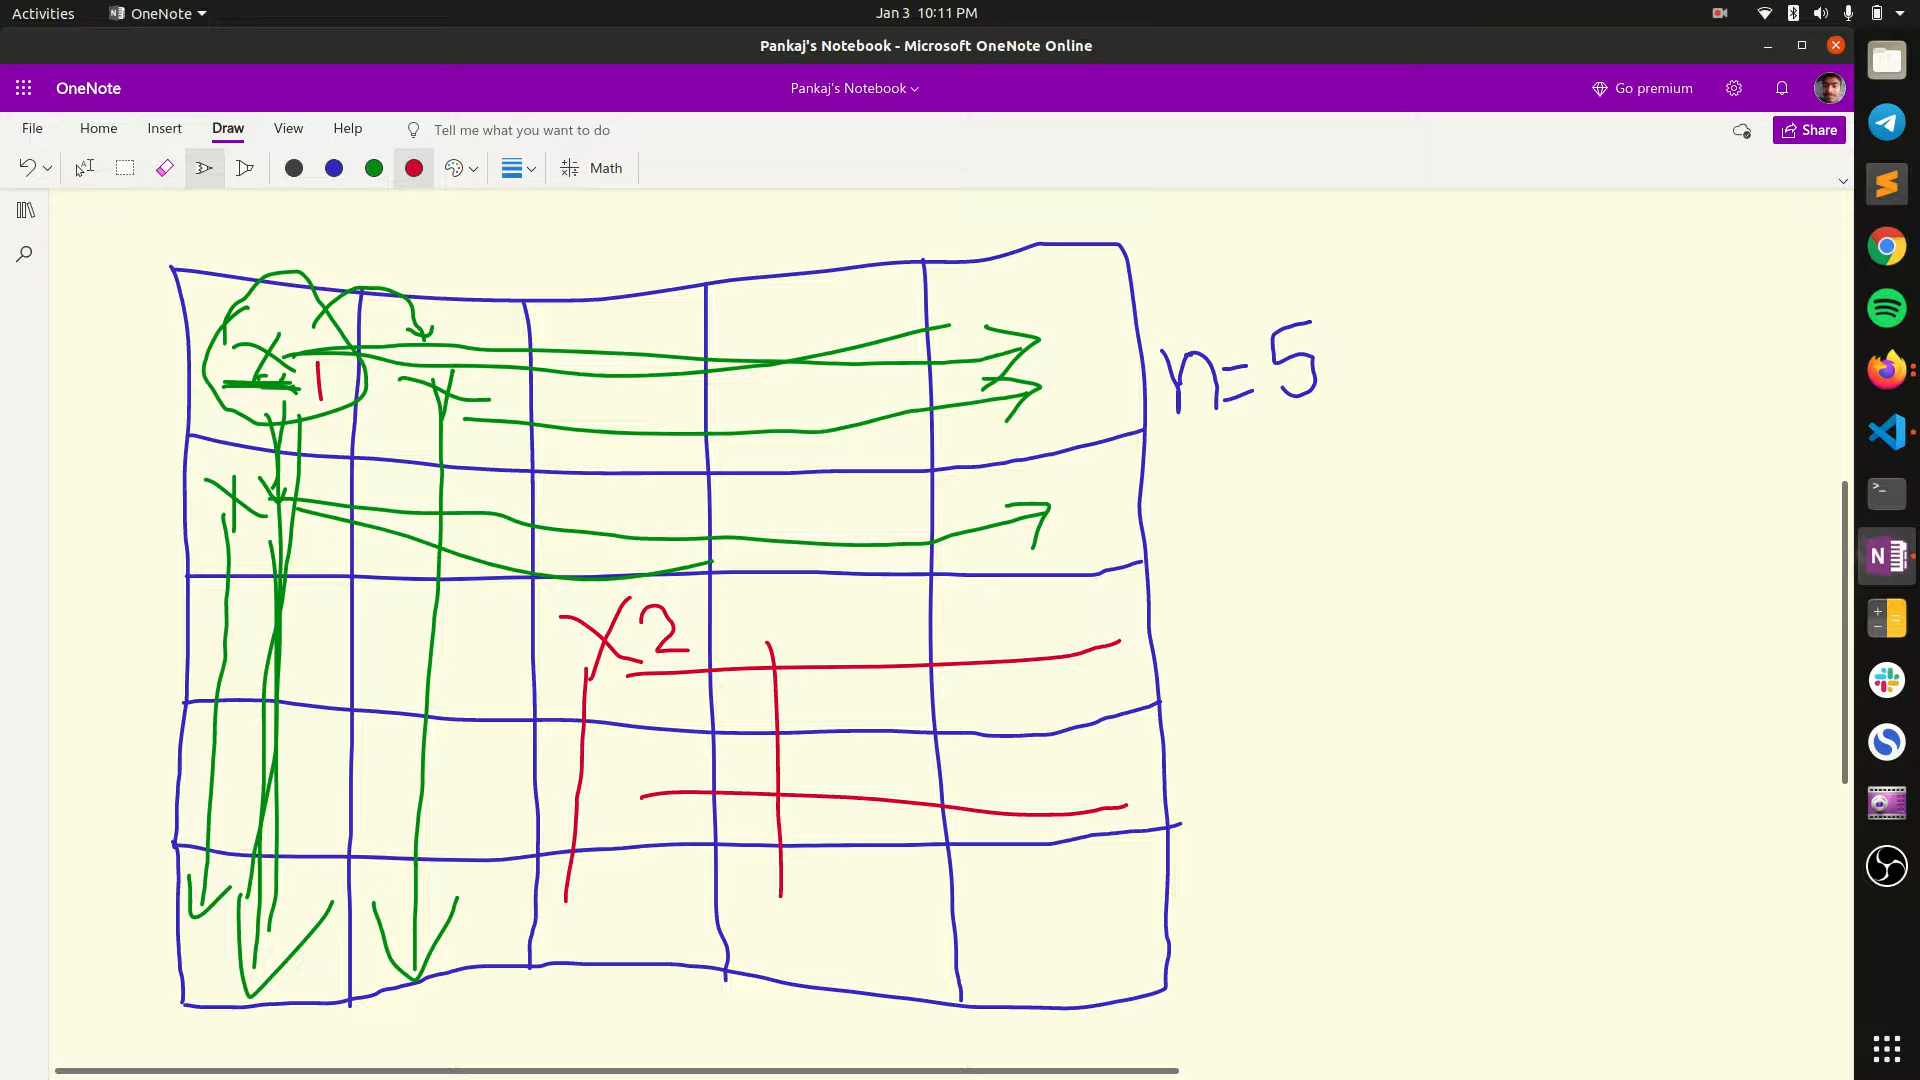 Activities OneNote Jan 3 10:11 PM
Pankaj's Notebook - Microsoft OneNote Online
OneNote Pankaj's Notebook Go premium
File Home Insert Draw View Help Tell me what you want to do Share
Math
n=5
1
X2